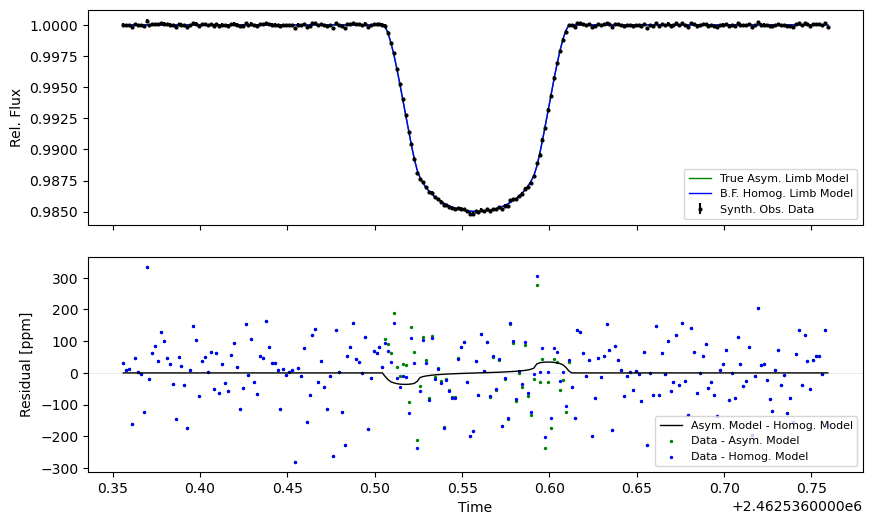 1.0000
0.9975
0.9950
0.9925
0.9900
0.9875
0.9850
Rel. Flux
True Asym. Limb Model
B.F. Homog. Limb Model
Synth. Obs. Data
300
200
100
0
−100
−200
−300
Residual [ppm]
Asym. Model - Homog. Model
Data - Asym. Model
Data - Homog. Model
0.35 0.40 0.45 0.50 0.55 0.60 0.65 0.70 0.75
Time
+2.4625360000e6